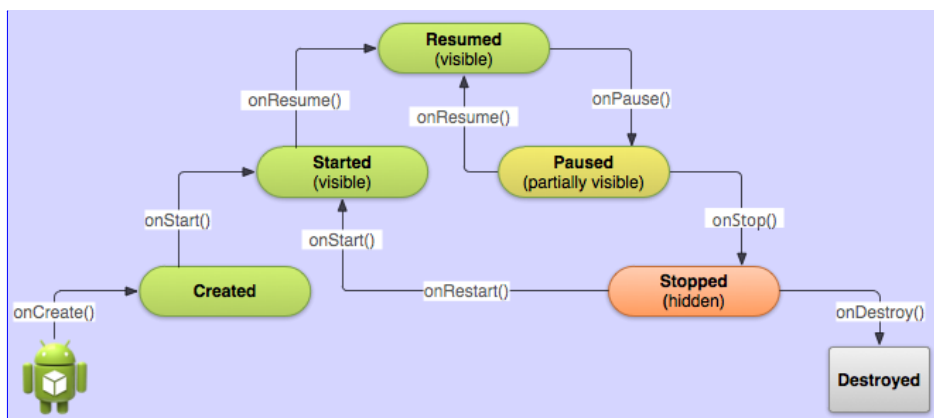 Resumed
(visible)
onResume()
onResume()
onPause()
Started
(visible)
Paused
(partially visible)
onStart()
onStart()
onStop()
Created
onRestart()
Stopped
(hidden)
onCreate()
onDestroy()
Destroyed